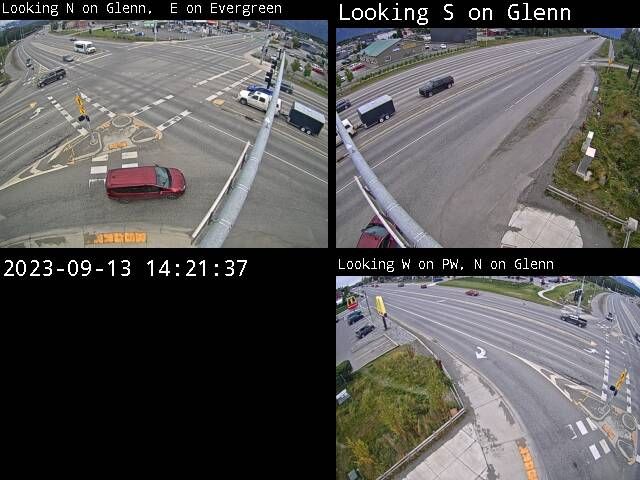 Looking N on Glenn, E on Evergreen
Looking S on Glenn
2023-09-13 14:21:37
Looking W on PW, N on Glenn